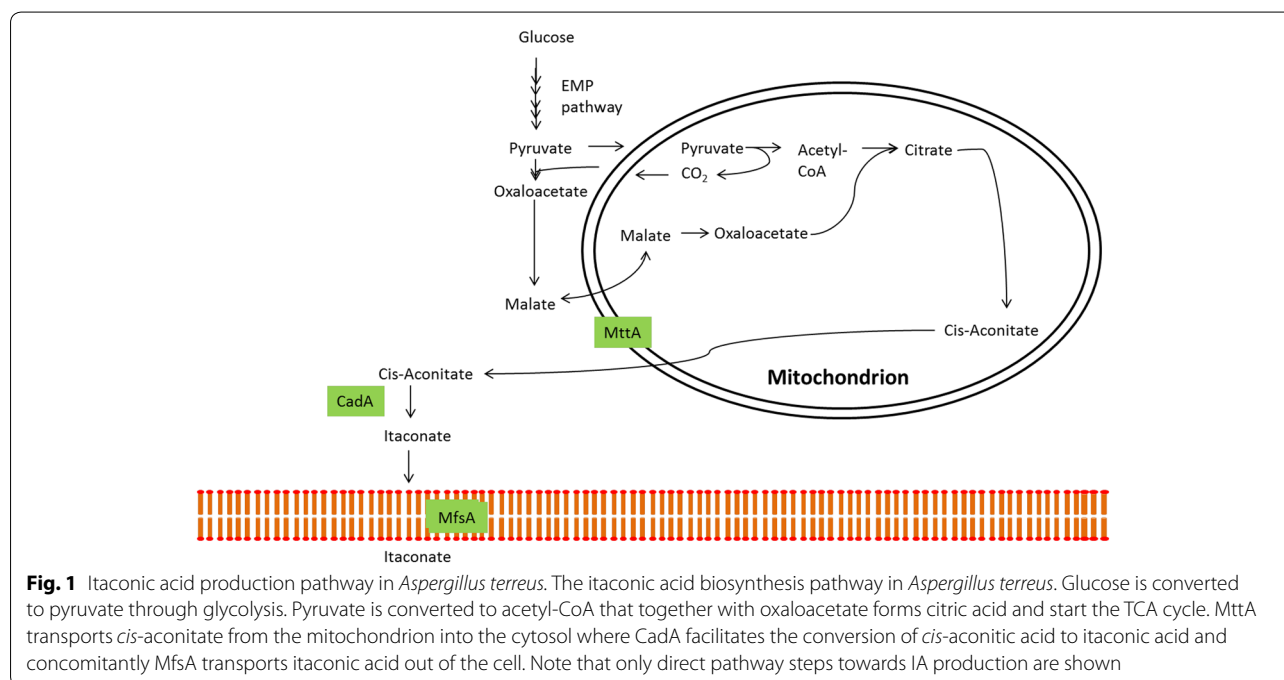 Glucose
EMP
pathway
Pyruvate
Pyruvate
Acetyl-
CoA
Citrate
CO₂
Oxaloacetate
Malate
Oxaloacetate
Malate
MttA
Cis-Aconitate
Cis-Aconitate
Mitochondrion
CadA
Itaconate
MfsA
Itaconate
Fig. 1 Itaconic acid production pathway in Aspergillus terreus. The itaconic acid biosynthesis pathway in Aspergillus terreus. Glucose is converted
to pyruvate through glycolysis. Pyruvate is converted to acetyl-CoA that together with oxaloacetate forms citric acid and start the TCA cycle. MttA
transports cis-aconitate from the mitochondrion into the cytosol where CadA facilitates the conversion of cis-aconitic acid to itaconic acid and
concomitantly MfsA transports itaconic acid out of the cell. Note that only direct pathway steps towards IA production are shown